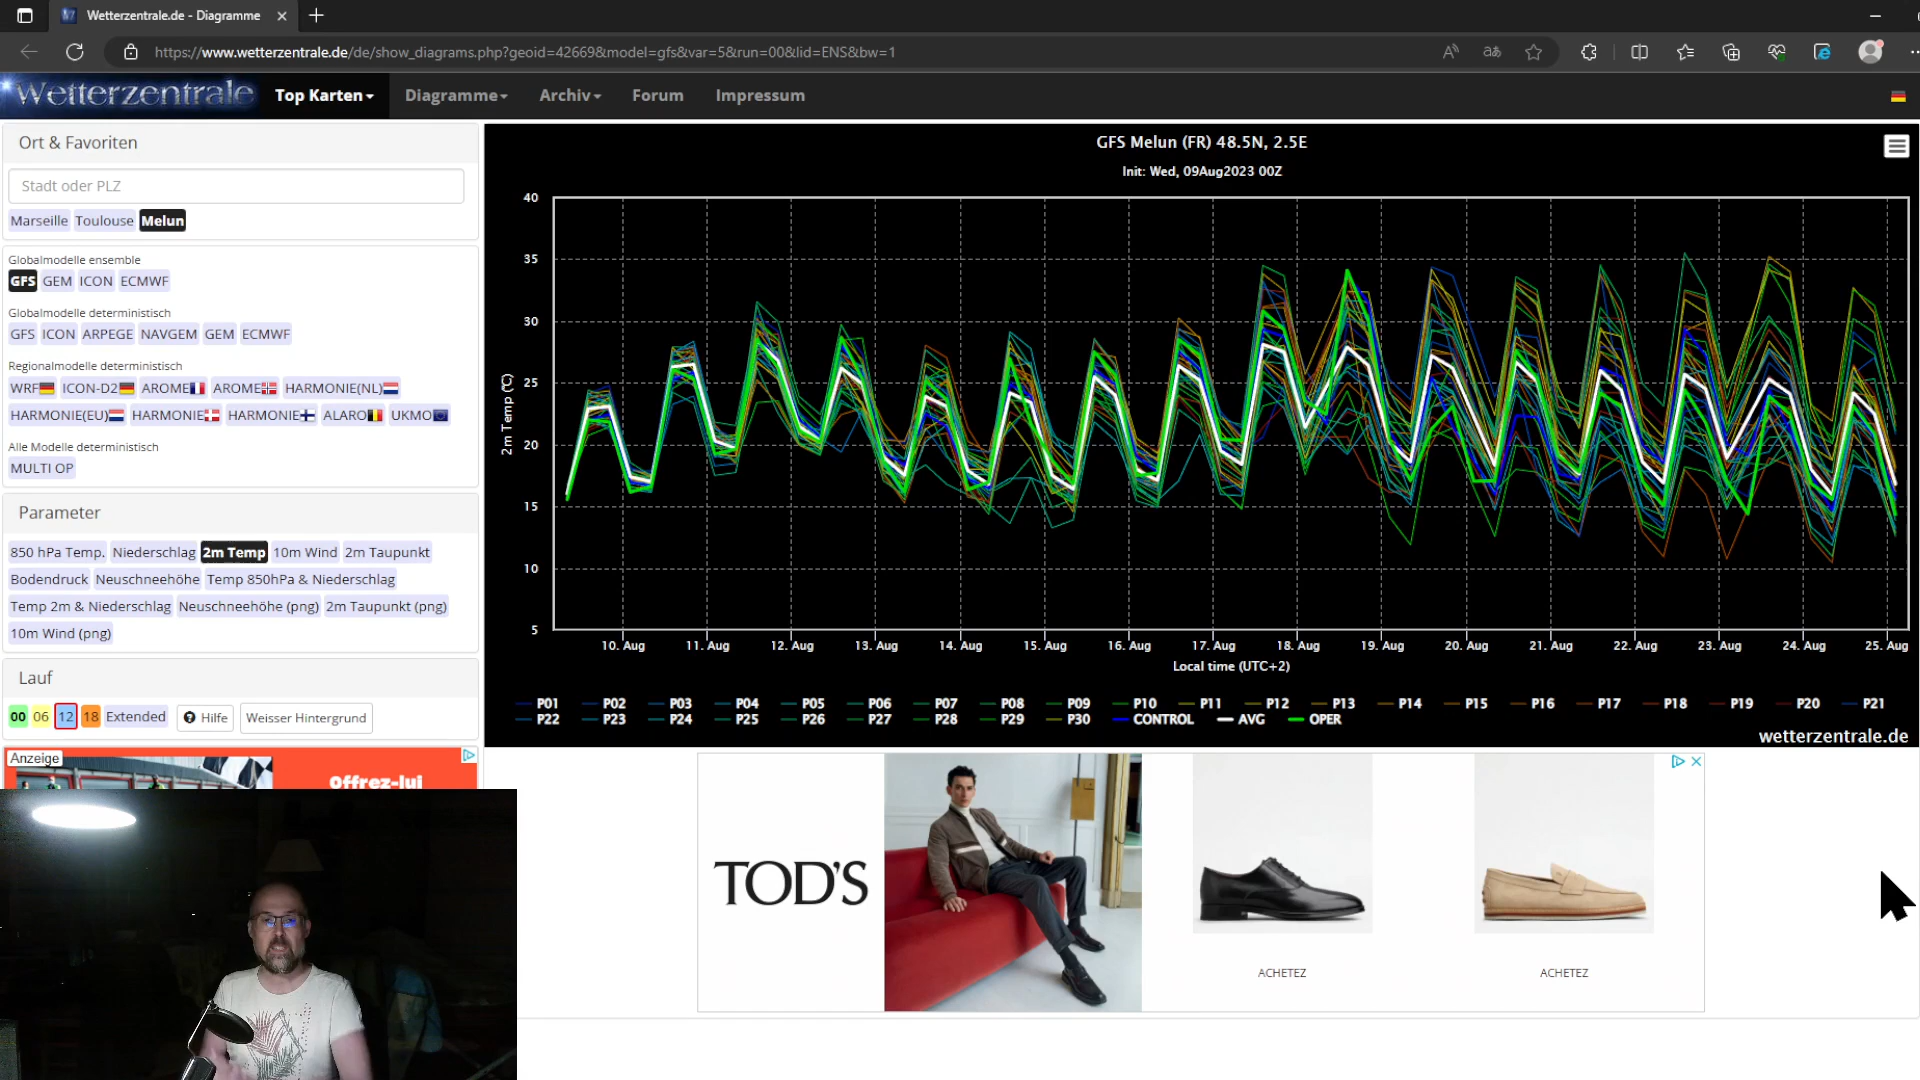 Wetterzentrale.de - Diagramme
https://www.wetterzentrale.de/de/show_diagrams.php?geoid=42669&model=gfs&var=5&run=00&lid=ENS&bw=1
Wetterzentrale Top Karten Diagramme Archiv Forum Impressum
Ort & Favoriten
Stadt oder PLZ
Marseille Toulouse Melun
Globalmodelle ensemble
GFS GEM ICON ECMWF
Globalmodelle deterministisch
GFS ICON ARPEGE NAVGEM GEM ECMWF
Regionalmodelle deterministisch
WRF ICON-D2 AROME AROME HARMONIE(NL)
HARMONIE(EU) HARMONIE HARMONIE ALARO UKMO
Alle Modelle deterministisch
MULTI OP
Parameter
850 hPa Temp. Niederschlag 2m Temp 10m Wind 2m Taupunkt
Bodendruck Neuschneehöhe Temp 850hPa & Niederschlag
Temp 2m & Niederschlag Neuschneehöhe (png) 2m Taupunkt (png)
10m Wind (png)
Lauf
00 06 12 18 Extended Hilfe Weisser Hintergrund
Anzeige
Offrez-lui
GFS Melun (FR) 48.5N, 2.5E
Init: Wed, 09Aug2023 00Z
2m Temp (°C)
40
35
30
25
20
15
10
5
10. Aug 11. Aug 12. Aug 13. Aug 14. Aug 15. Aug 16. Aug 17. Aug 18. Aug 19. Aug 20. Aug 21. Aug 22. Aug 23. Aug 24. Aug 25. Aug
Local time (UTC+2)
P01 P02 P03 P04 P05 P06 P07 P08 P09 P10 P11 P12 P13 P14 P15 P16 P17 P18 P19 P20 P21
P22 P23 P24 P25 P26 P27 P28 P29 P30 CONTROL AVG OPER
wetterzentrale.de
TOD'S
ACHETEZ ACHETEZ